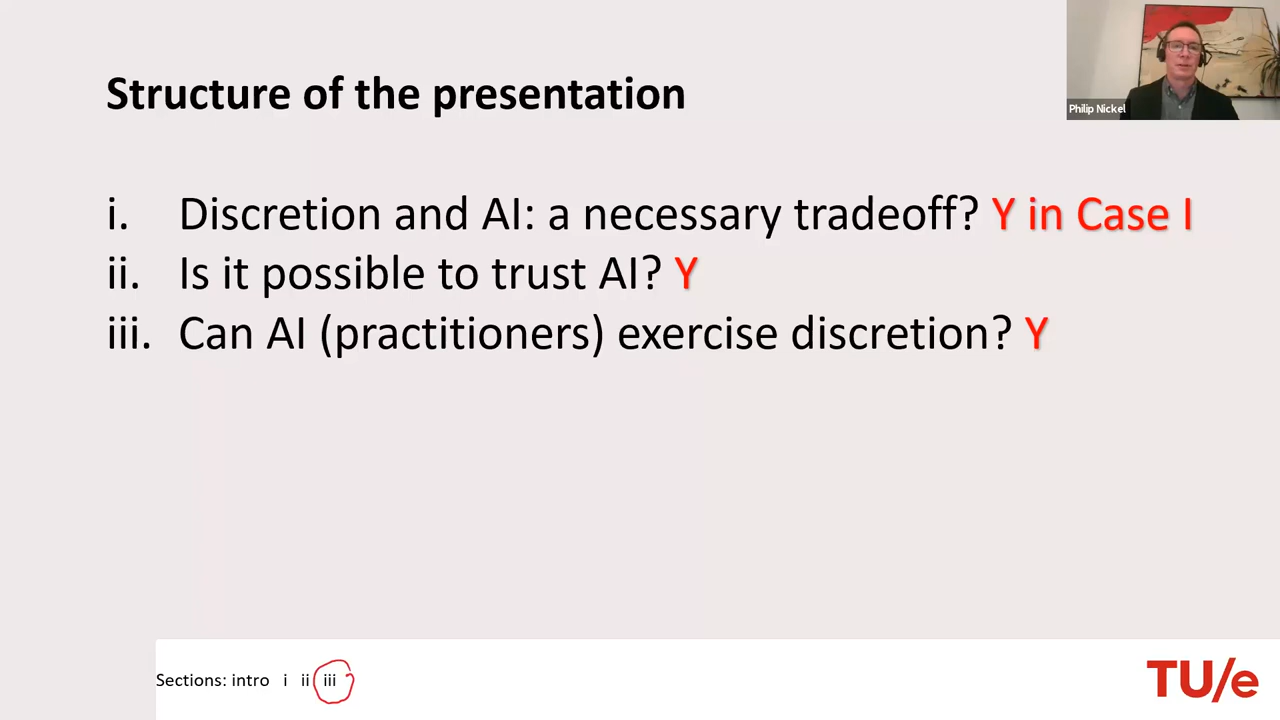 Structure of the presentation
Philip Nickel
i. Discretion and AI: a necessary tradeoff? Y in Case I
ii. Is it possible to trust AI? Y
iii. Can AI (practitioners) exercise discretion? Y
Sections: intro i ii iii
TU/e